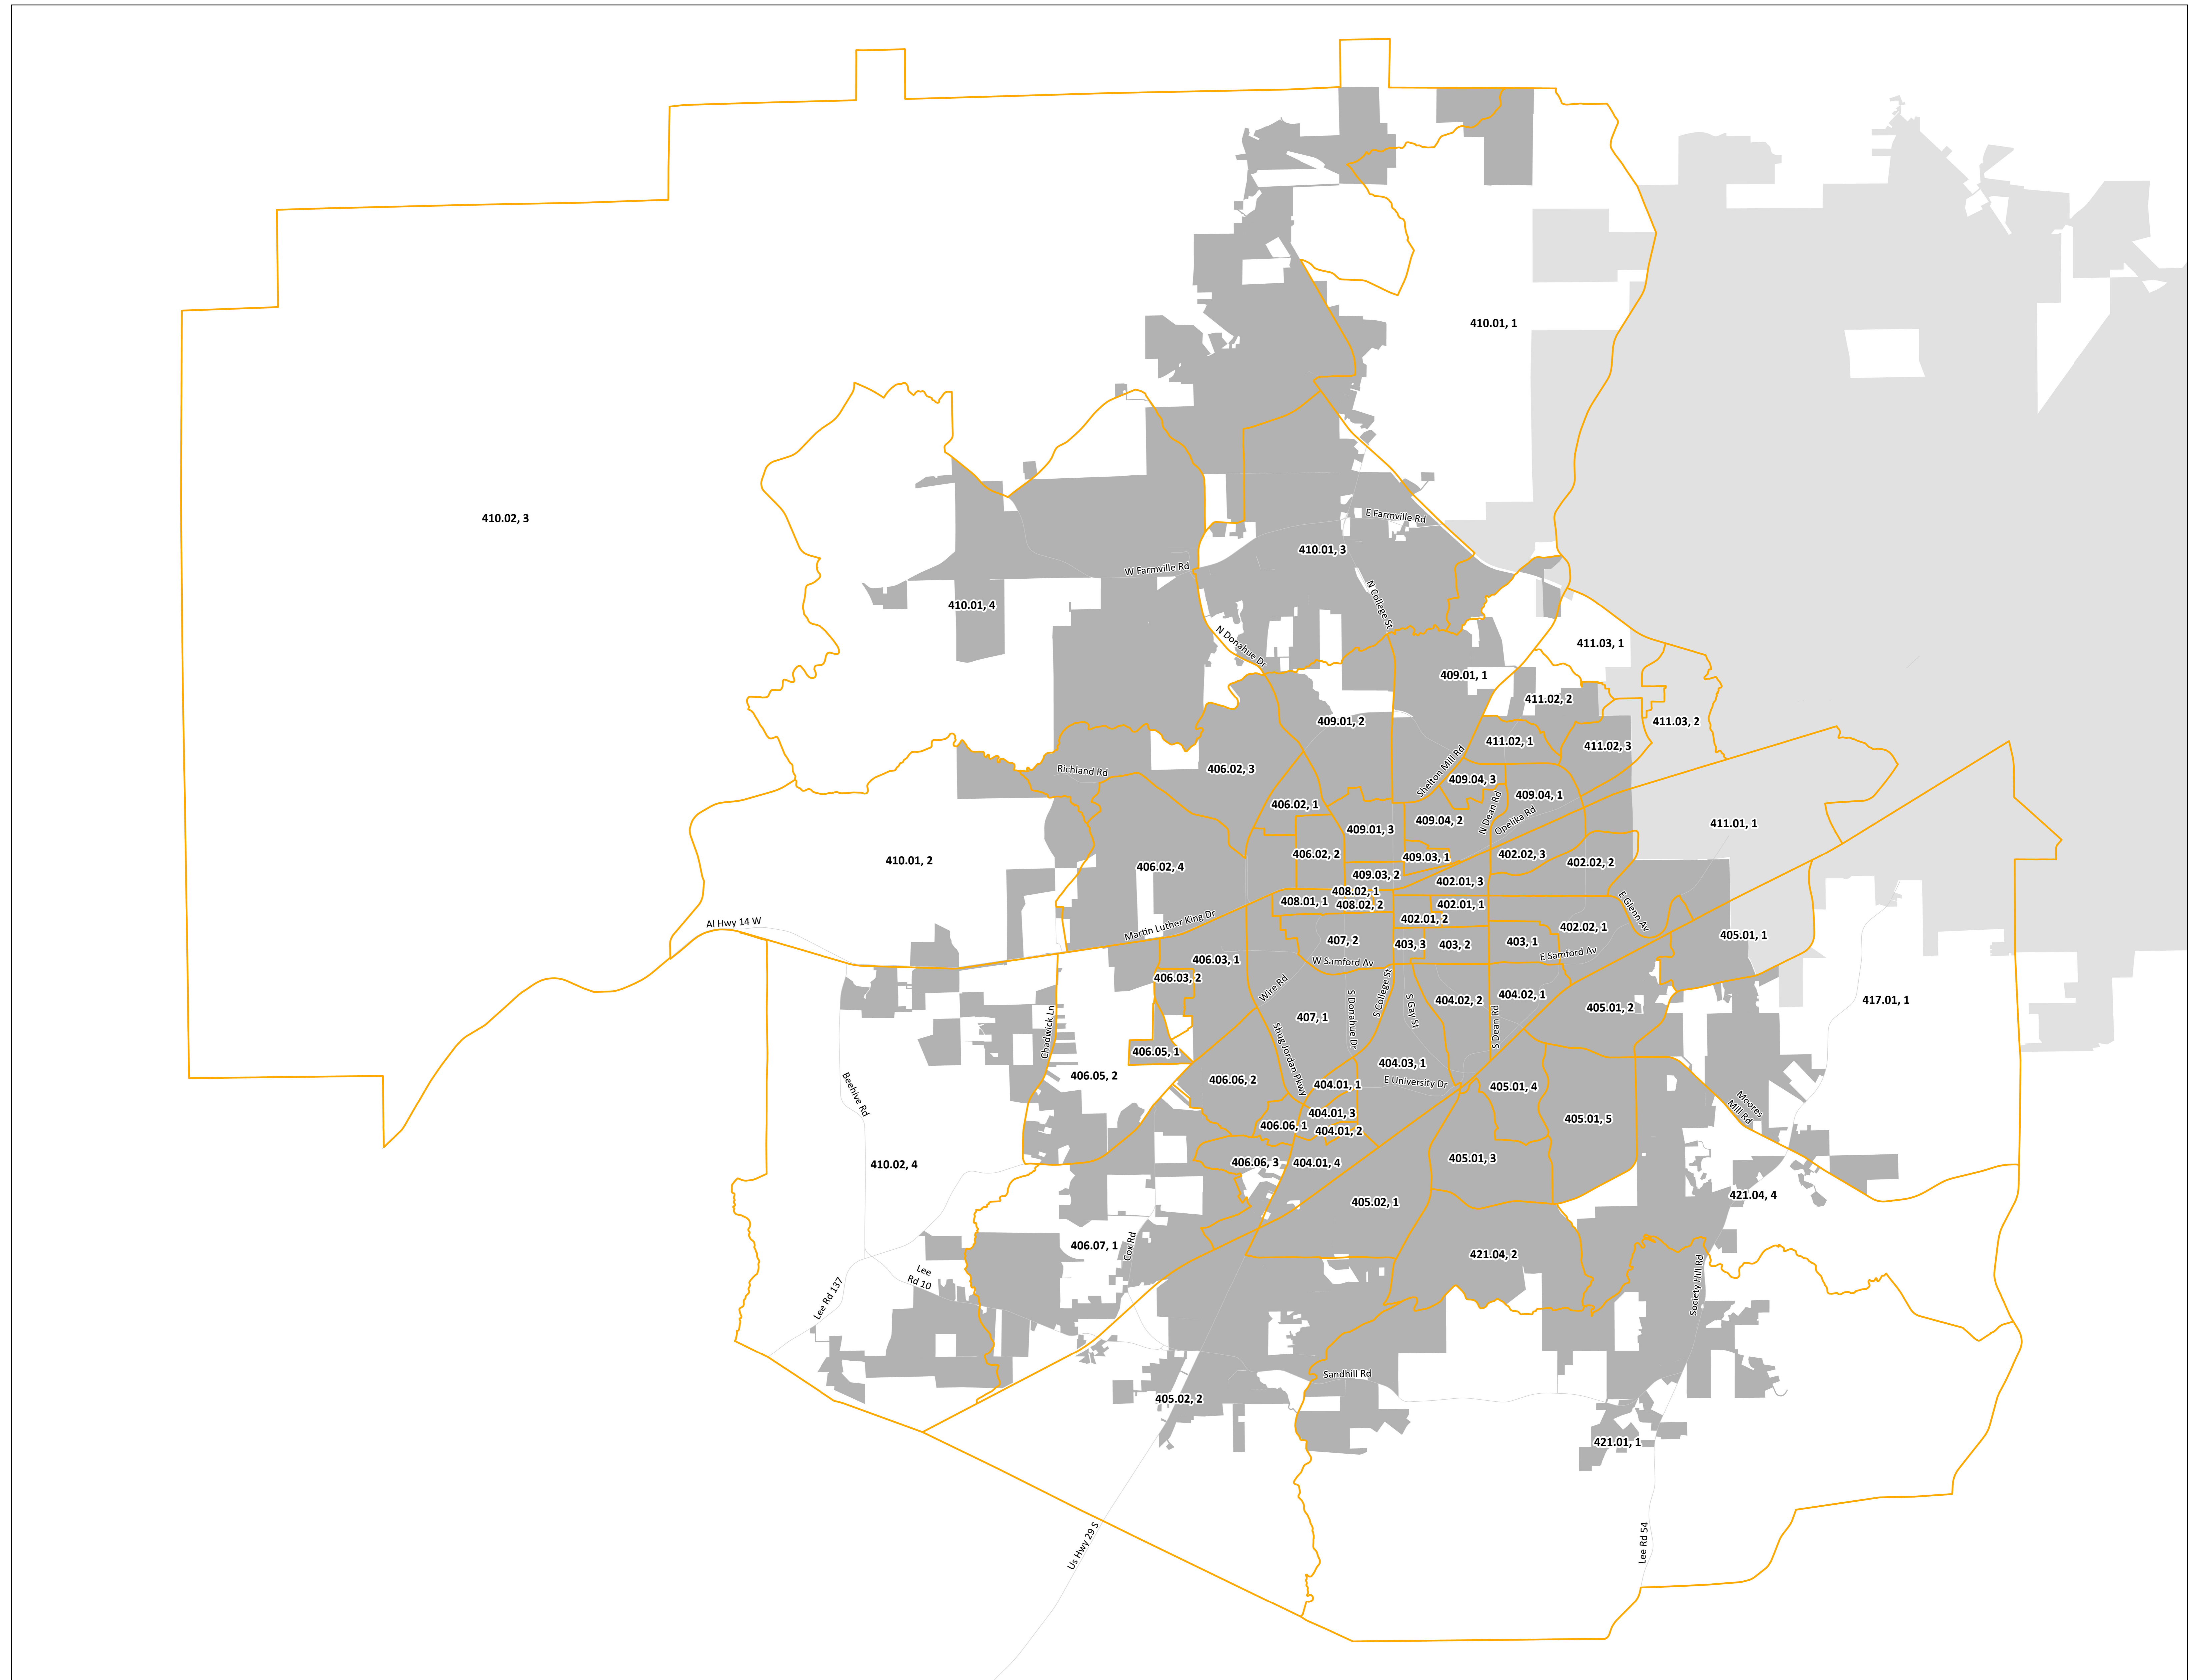 410.01, 1
410.02, 3
E Farmville Rd
410.01, 3
W Farmville Rd
410.01, 4
N College St
N Donahue Dr
411.03, 1
409.01, 1
411.02, 2
409.01, 2
411.03, 2
411.02, 1
411.02, 3
Richland Rd
406.02, 3
Shelton Mill Rd
409.04, 3
409.04, 1
406.02, 1
N Dean Rd
Opelika Rd
409.04, 2
411.01, 1
409.01, 3
406.02, 2
409.03, 1
402.03, 3
402.02, 2
410.01, 2
406.02, 4
409.03, 2
402.01, 3
408.02, 1
408.01, 1
408.02, 2
402.01, 1
E Glenn Av
Al Hwy 14 W
Martin Luther King Dr
402.01, 2
402.02, 1
405.01, 1
407, 2
403, 3
403, 2
403, 1
E Samford Av
W Samford Av
406.03, 1
406.03, 2
Wire Rd
S College St
404.02, 2
404.02, 1
417.01, 1
405.01, 2
407, 1
S Donahue Dr
S Gay St
S Dean Rd
Chadwick Ln
406.05, 1
Shug Jordan Pkwy
404.03, 1
406.05, 2
406.06, 2
404.01, 1
E University Dr
405.01, 4
Beehive Rd
Moores
Mill Rd
404.01, 3
406.06, 1
404.01, 2
405.01, 5
410.02, 4
406.06, 3
404.01, 4
405.01, 3
421.04, 4
405.02, 1
406.07, 1
Cox Rd
421.04, 2
Lee
Rd 10
Lee Rd 137
Society Hill Rd
Sandhill Rd
405.02, 2
421.01, 1
Us Hwy 29 S
Lee Rd 54